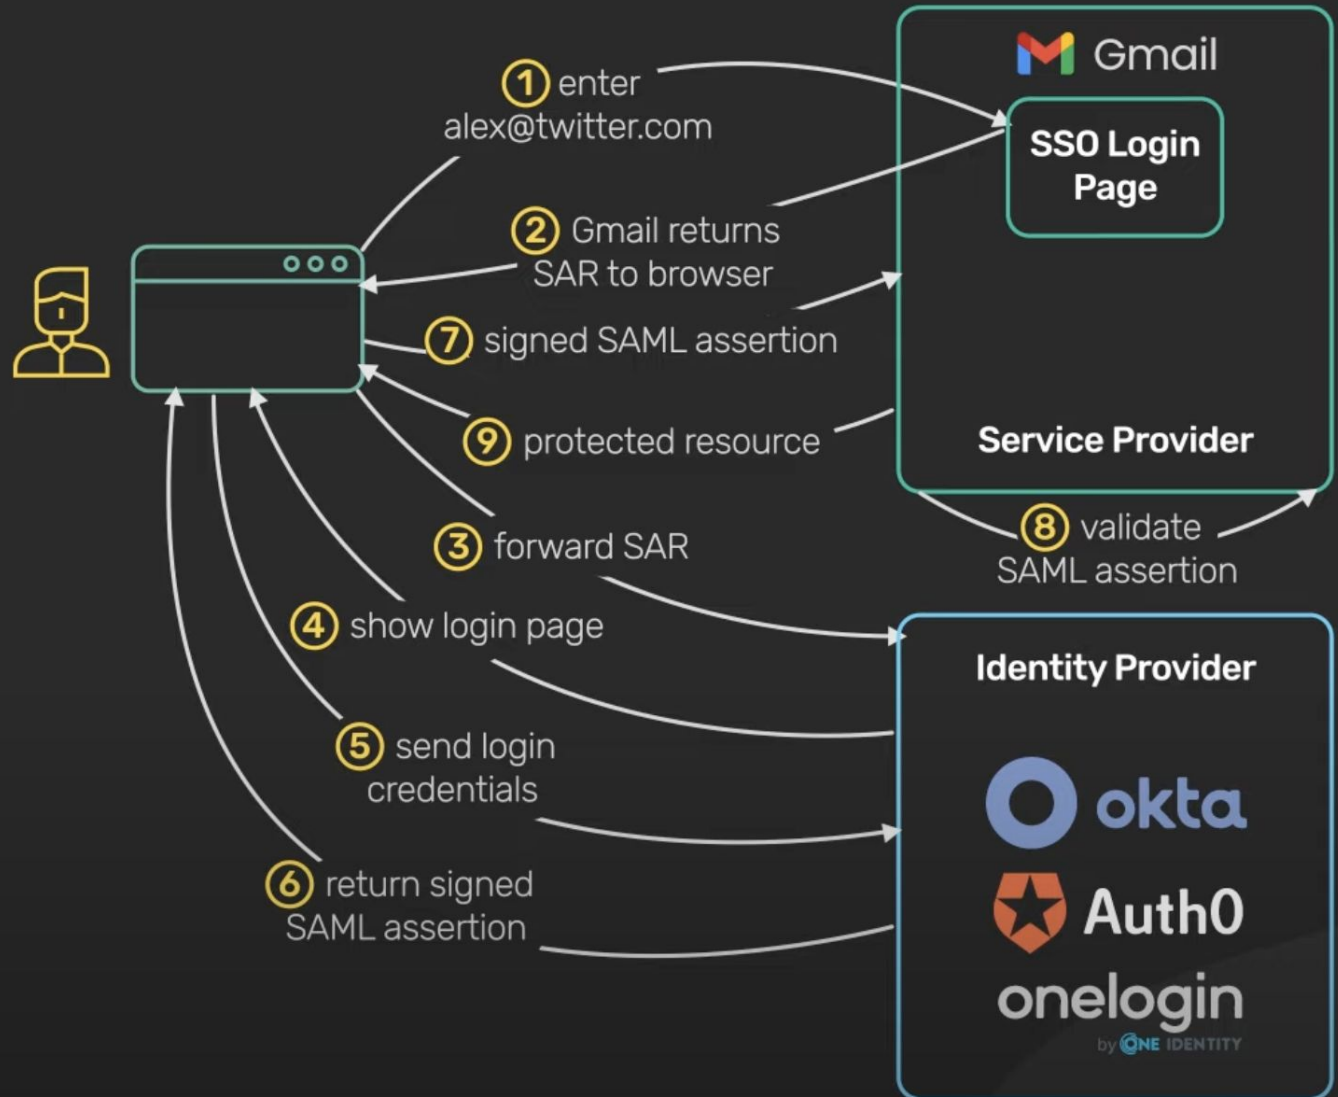 Gmail
1 enter
alex@twitter.com
SSO Login
Page
2 Gmail returns
SAR to browser
7 signed SAML assertion
9 protected resource
Service Provider
3 forward SAR
8 validate
SAML assertion
4 show login page
Identity Provider
5 send login
credentials
okta
6 return signed
SAML assertion
Auth0
onelogin
by ONE IDENTITY